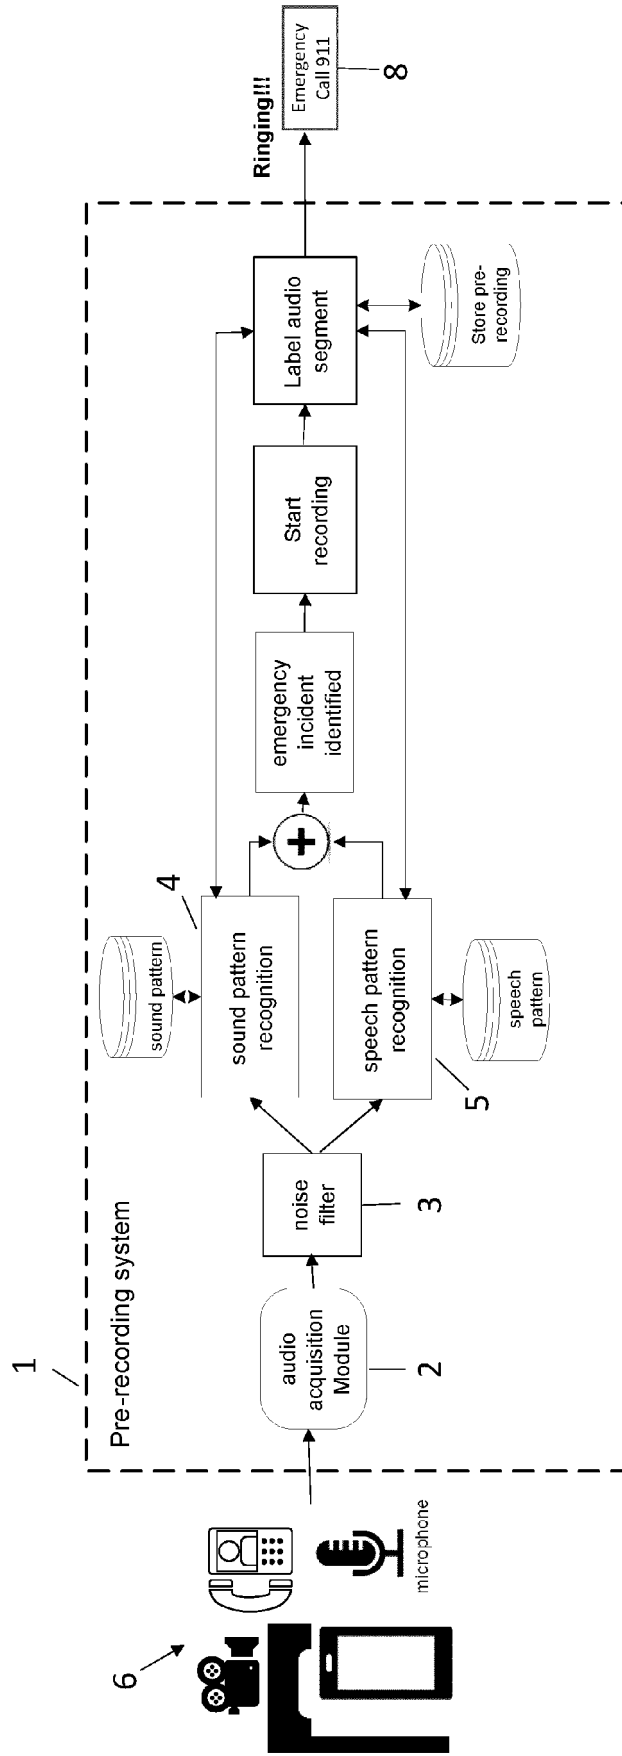 1
Pre-recording system
6
microphone
audio
acquisition
Module
2
noise
filter
3
sound pattern
4
sound pattern
recognition
speech pattern
recognition
5
speech
pattern
+
emergency
incident
identified
Start
recording
Label audio
segment
Store pre-
recording
Ringing!!!
Emergency
Call 911
8